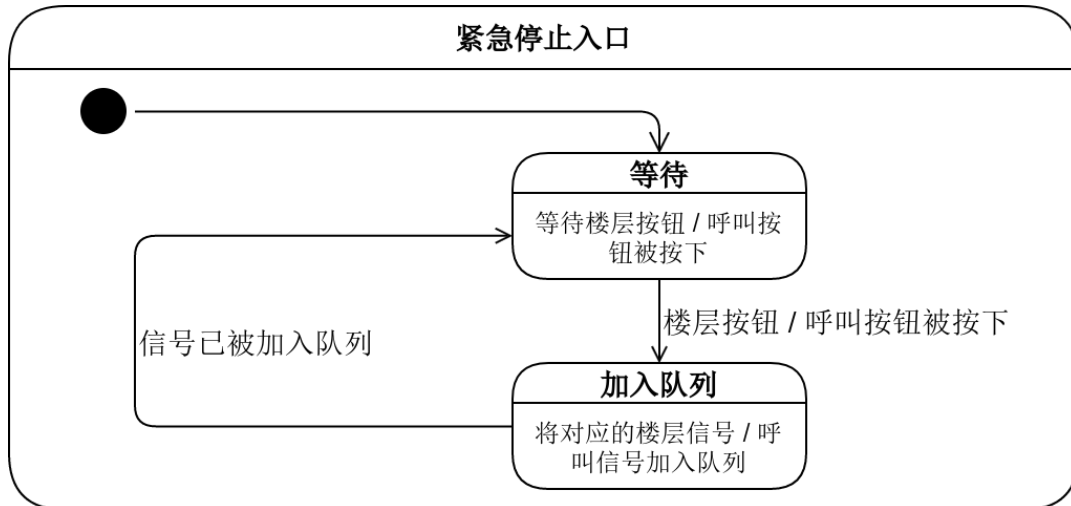 紧急停止入口
等待
等待楼层按钮 / 呼叫按
钮被按下
楼层按钮 / 呼叫按钮被按下
信号已被加入队列
加入队列
将对应的楼层信号 / 呼
叫信号加入队列